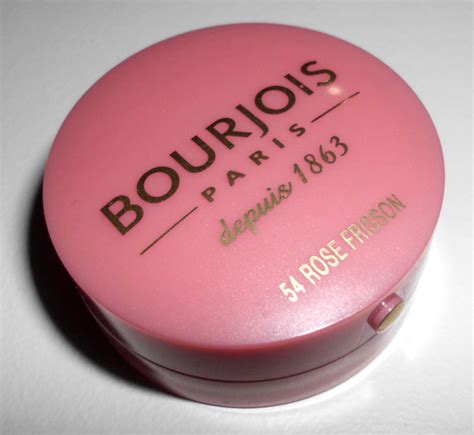 BOURJOIS
PARIS
depuis 1863
54 ROSE FRISSON